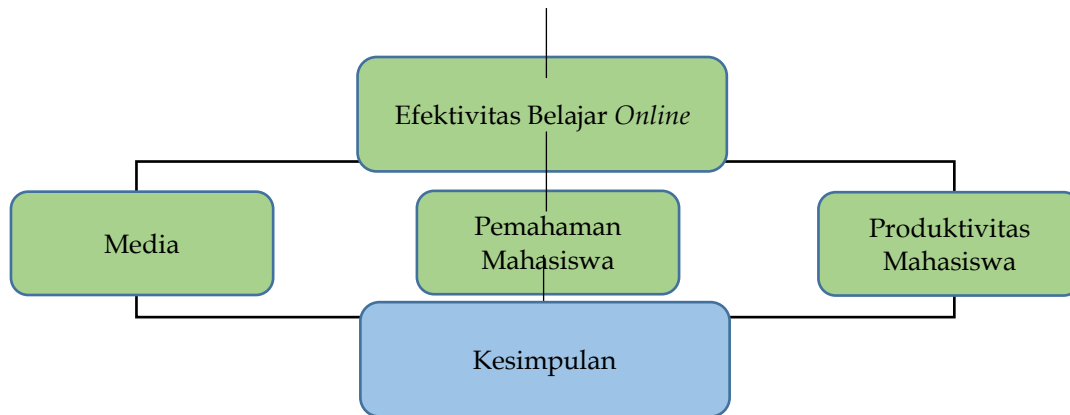 Efektivitas Belajar Online
Media
Pemahaman
Mahasiswa
Produktivitas
Mahasiswa
Kesimpulan